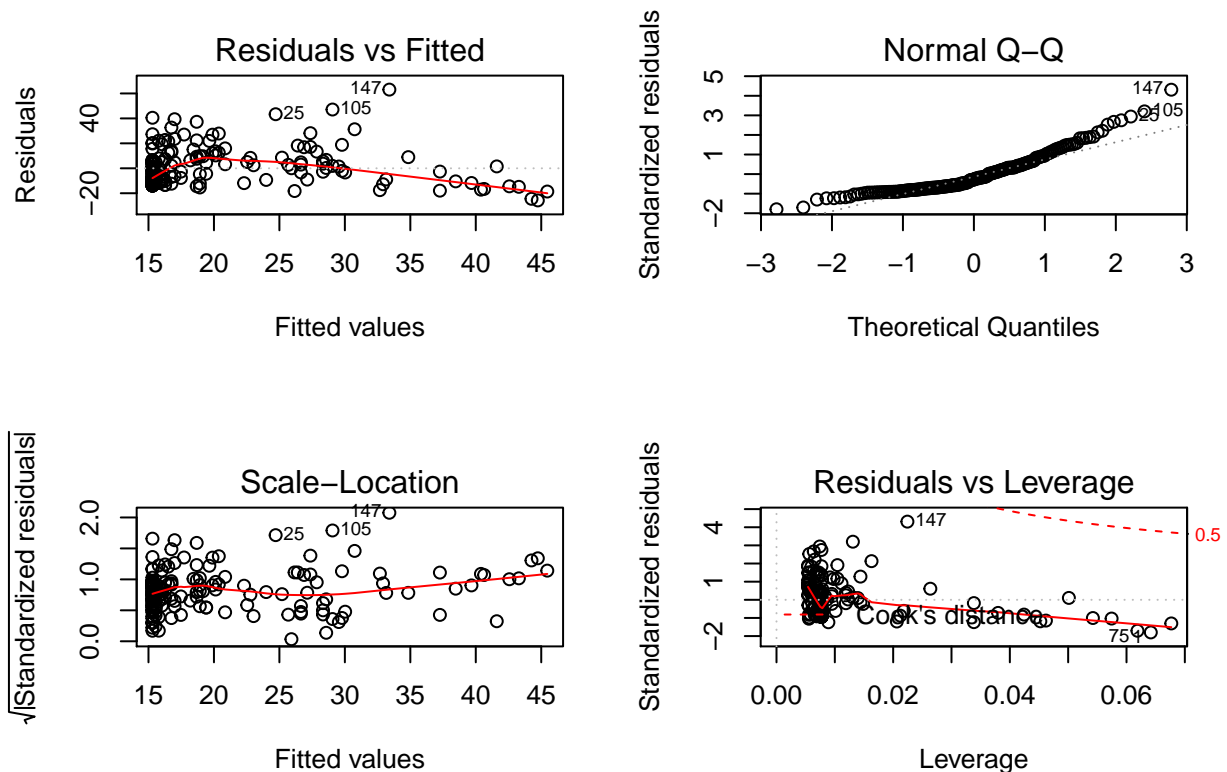 Residuals vs Fitted
Residuals
40
−20
147
25
105
15 20 25 30 35 40 45
Fitted values
Normal Q−Q
Standardized residuals
5
3
1
−2
147
105
25
−3 −2 −1 0 1 2 3
Theoretical Quantiles
Scale−Location
√|Standardized residuals|
2.0
1.0
0.0
147
25
105
15 20 25 30 35 40 45
Fitted values
Residuals vs Leverage
Standardized residuals
4
1
−2
147
0.5
Cook's distance
75
1
0.00 0.02 0.04 0.06
Leverage